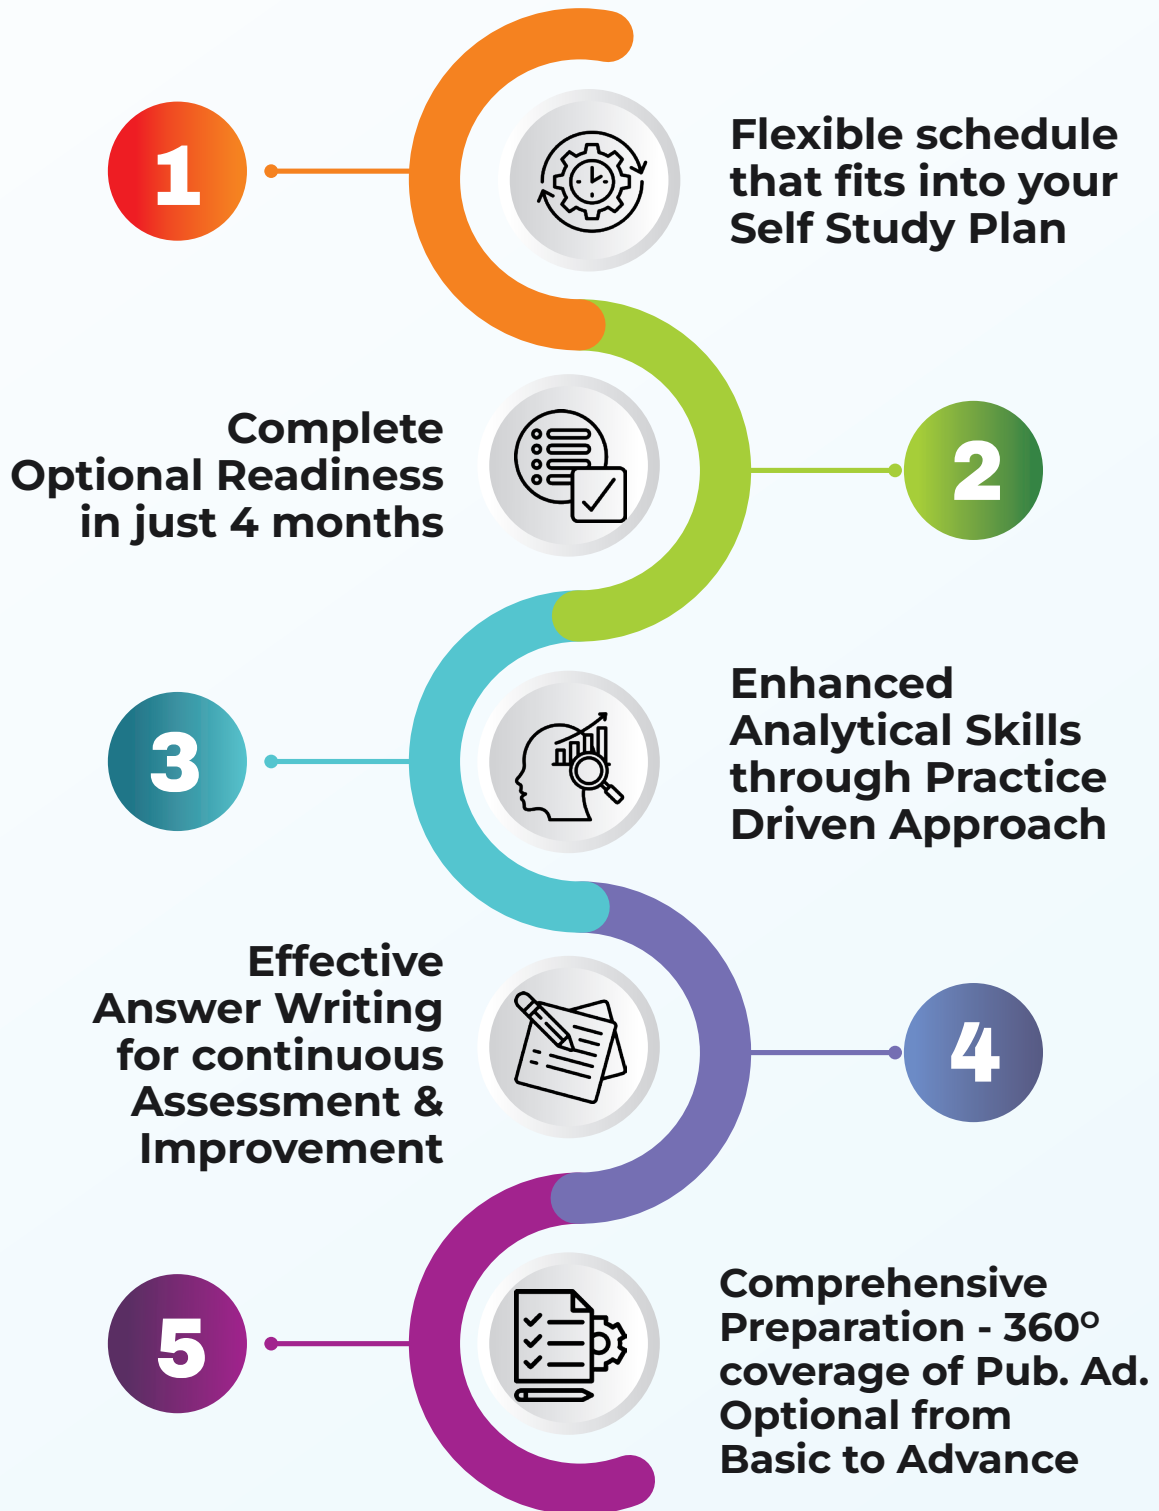 1
Flexible schedule
that fits into your
Self Study Plan
2
Complete
Optional Readiness
in just 4 months
3
Enhanced
Analytical Skills
through Practice
Driven Approach
4
Effective
Answer Writing
for continuous
Assessment &
Improvement
5
Comprehensive
Preparation - 360°
coverage of Pub. Ad.
Optional from
Basic to Advance